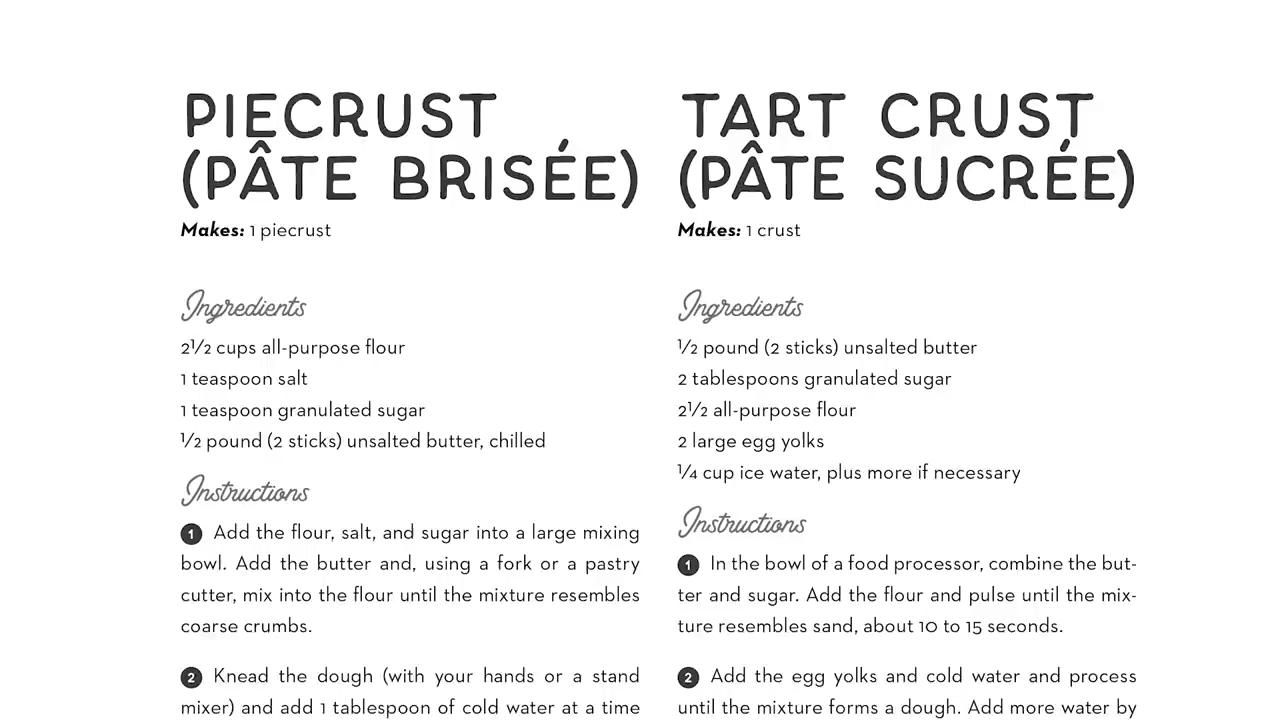 PIECRUST
(PÂTE BRISÉE)
Makes: 1 piecrust
Ingredients
2½ cups all-purpose flour
1 teaspoon salt
1 teaspoon granulated sugar
½ pound (2 sticks) unsalted butter, chilled
Instructions
1 Add the flour, salt, and sugar into a large mixing
bowl. Add the butter and, using a fork or a pastry
cutter, mix into the flour until the mixture resembles
coarse crumbs.
2 Knead the dough (with your hands or a stand
mixer) and add 1 tablespoon of cold water at a time
TART CRUST
(PÂTE SUCRÉE)
Makes: 1 crust
Ingredients
½ pound (2 sticks) unsalted butter
2 tablespoons granulated sugar
2½ all-purpose flour
2 large egg yolks
¼ cup ice water, plus more if necessary
Instructions
1 In the bowl of a food processor, combine the but-
ter and sugar. Add the flour and pulse until the mix-
ture resembles sand, about 10 to 15 seconds.
2 Add the egg yolks and cold water and process
until the mixture forms a dough. Add more water by